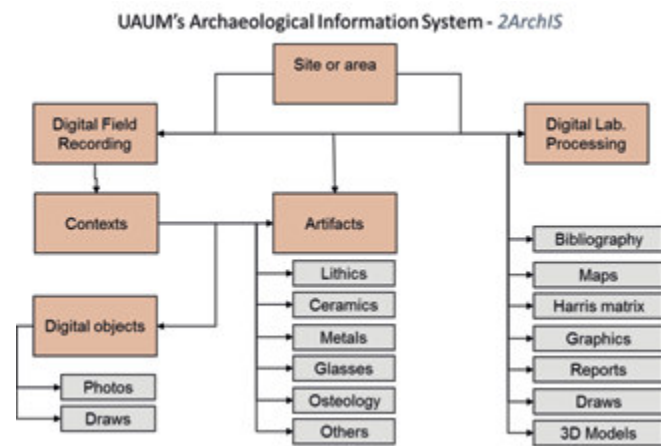 UAUM's Archaeological Information System - 2ArchIS
Site or area
Digital Field
Recording
Digital Lab.
Processing
Contexts
Artifacts
Bibliography
Lithics
Maps
Ceramics
Harris matrix
Digital objects
Metals
Graphics
Glasses
Reports
Photos
Osteology
Draws
Draws
Others
3D Models